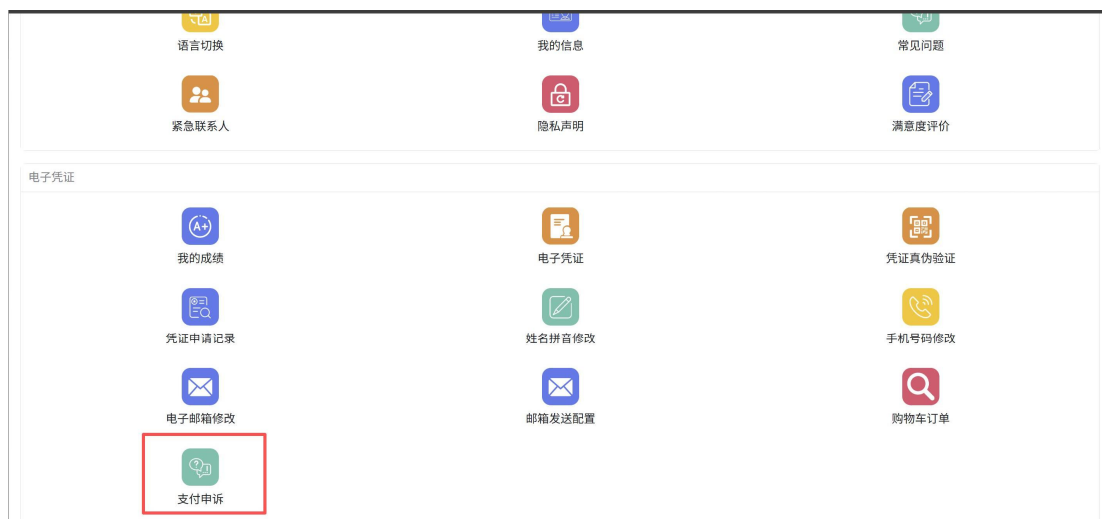 语言切换
我的信息
常见问题
紧急联系人
隐私声明
满意度评价
电子凭证
我的成绩
电子凭证
凭证真伪验证
凭证申请记录
姓名拼音修改
手机号码修改
电子邮箱修改
邮箱发送配置
购物车订单
支付申诉